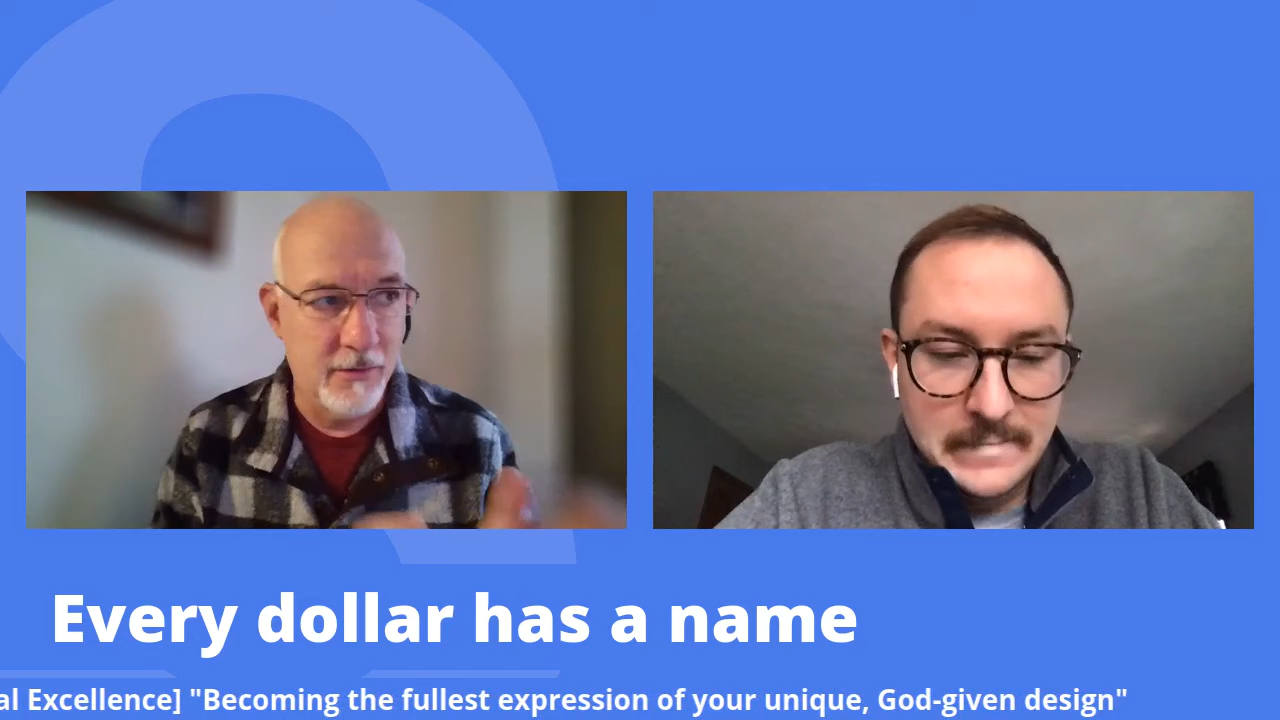 Every dollar has a name
al Excellence] "Becoming the fullest expression of your unique, God-given design"